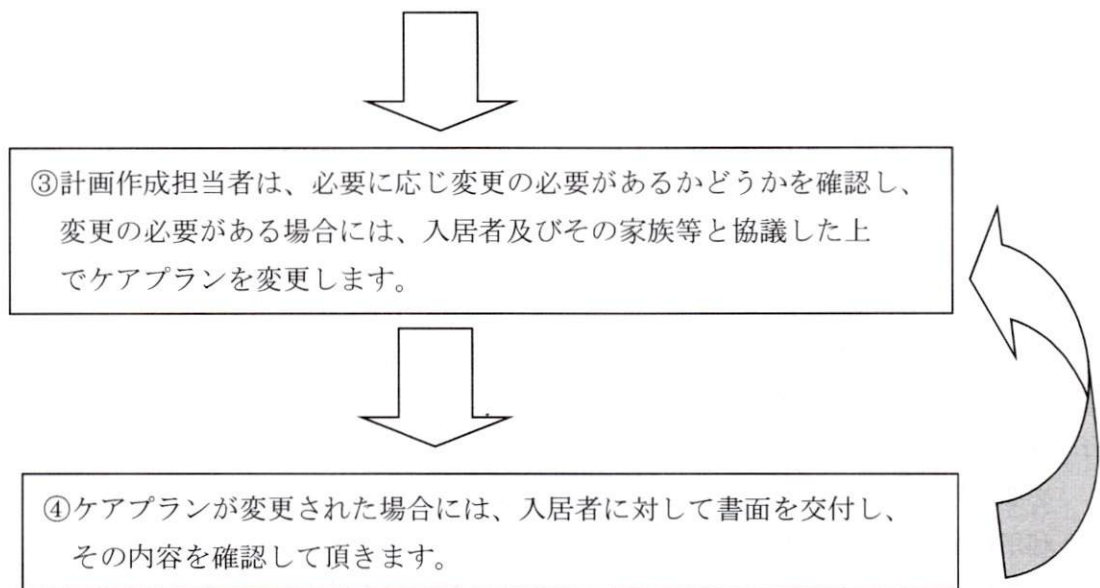 ③計画作成担当者は、必要に応じ変更の必要があるかどうかを確認し、
変更の必要がある場合には、入居者及びその家族等と協議した上
でケアプランを変更します。
④ケアプランが変更された場合には、入居者に対して書面を交付し、
その内容を確認して頂きます。